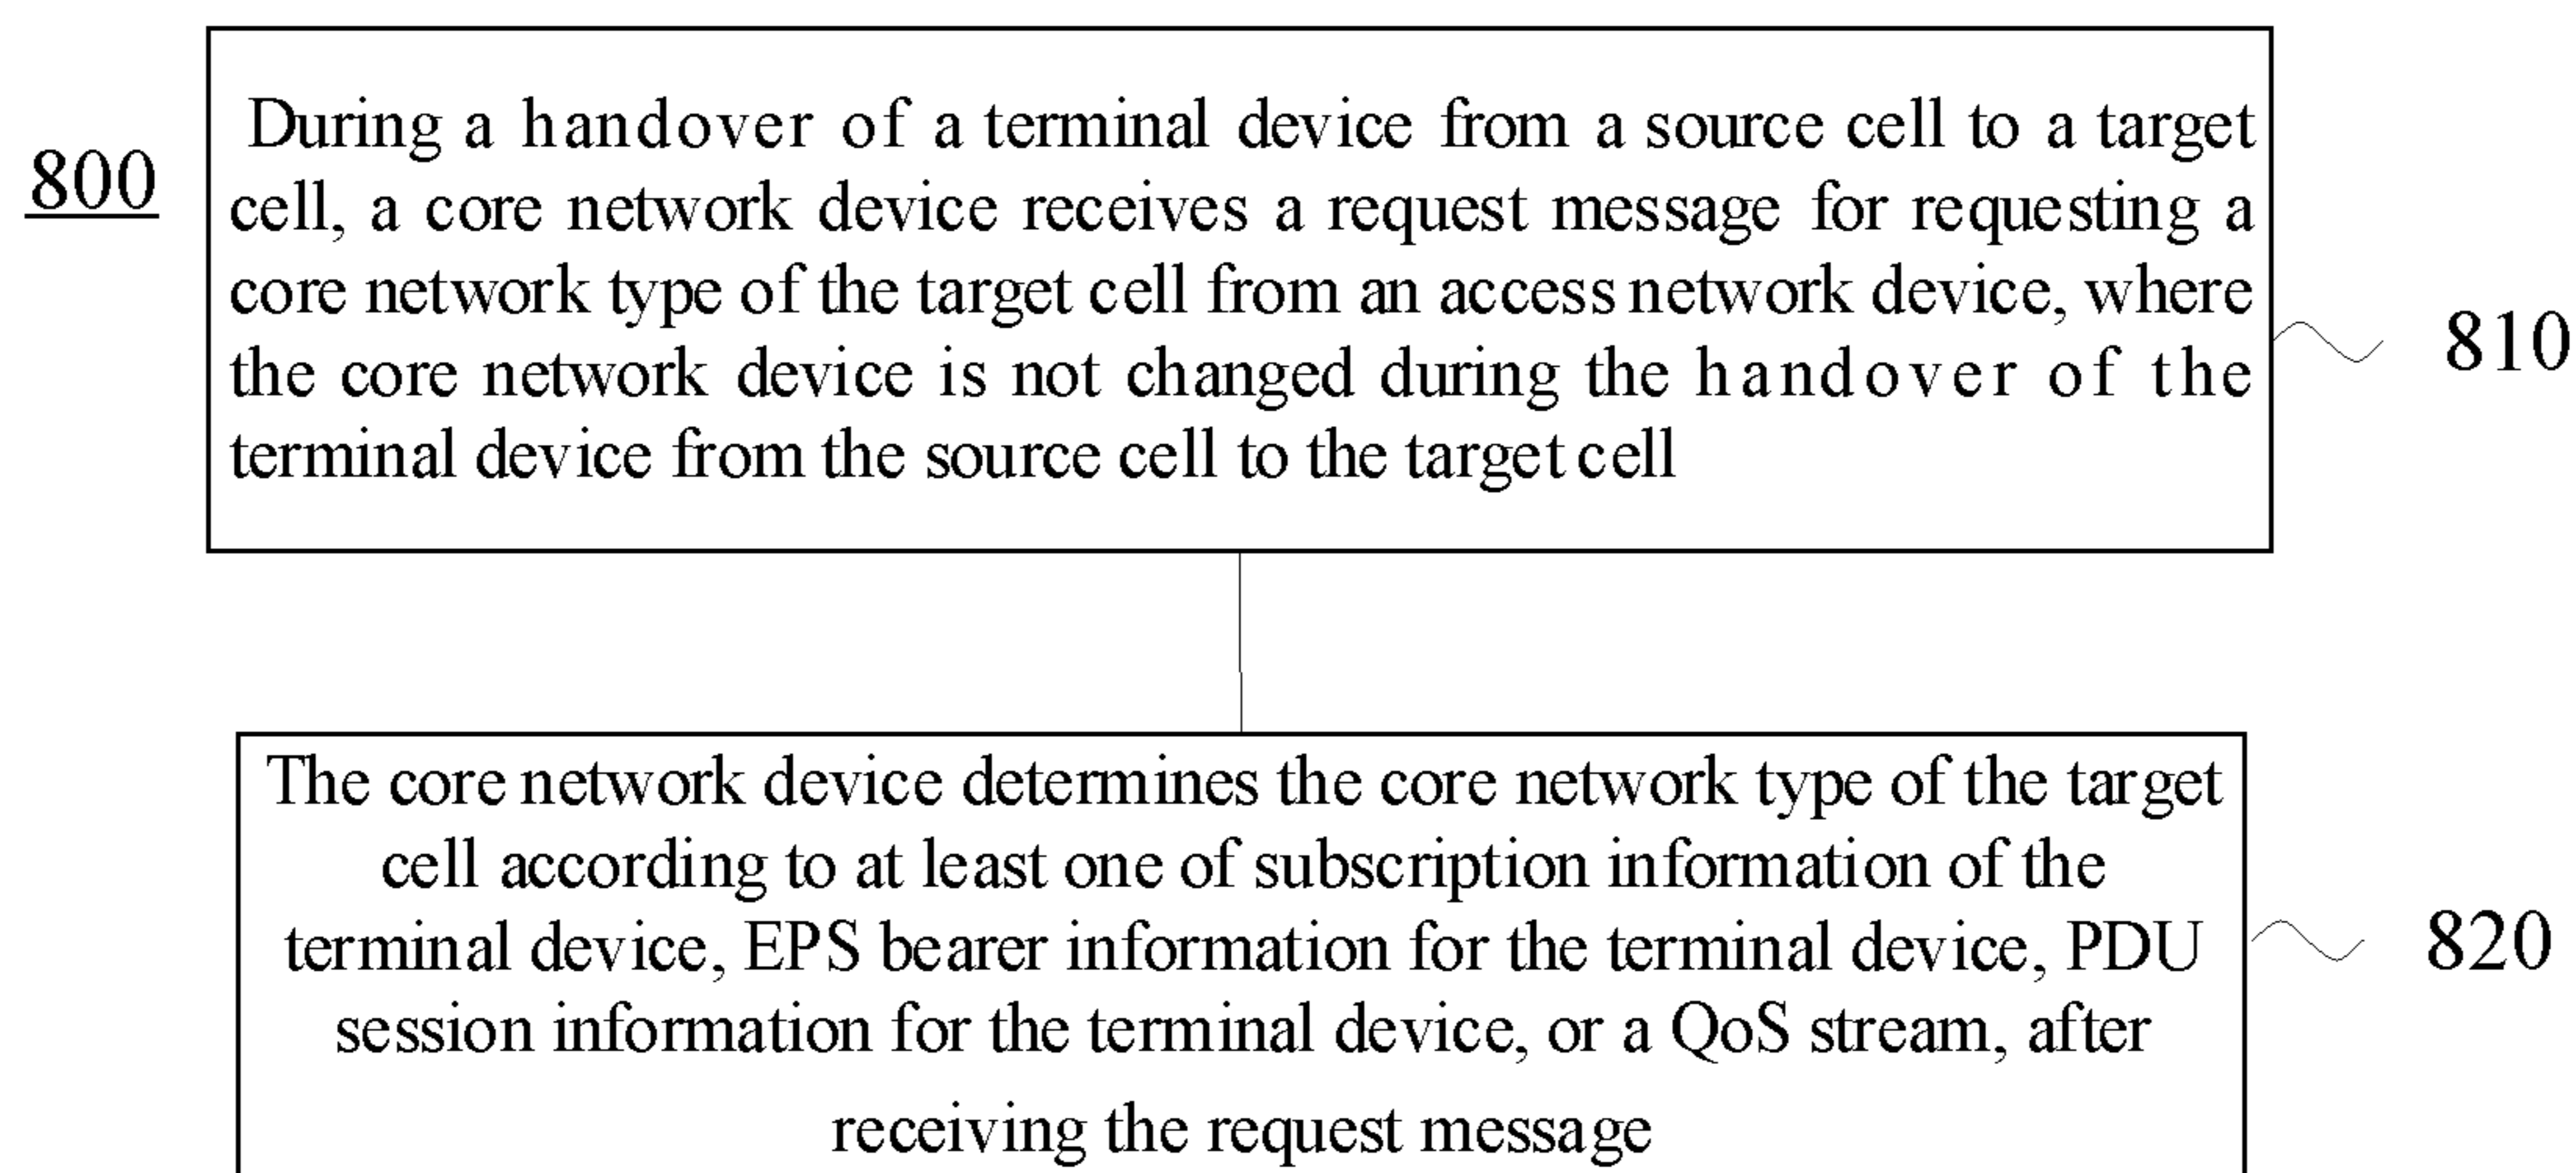 800
During a handover of a terminal device from a source cell to a target
cell, a core network device receives a request message for requesting a
core network type of the target cell from an access network device, where
the core network device is not changed during the handover of the
terminal device from the source cell to the target cell
810
The core network device determines the core network type of the target
cell according to at least one of subscription information of the
terminal device, EPS bearer information for the terminal device, PDU
session information for the terminal device, or a QoS stream, after
receiving the request message
820